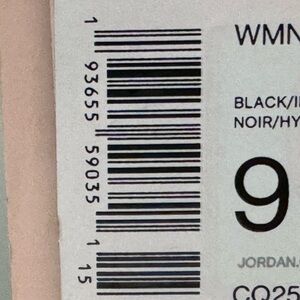 1 93655 59035 1
15
WMN
BLACK/I
NOIR/HY
9
JORDAN.
CQ25